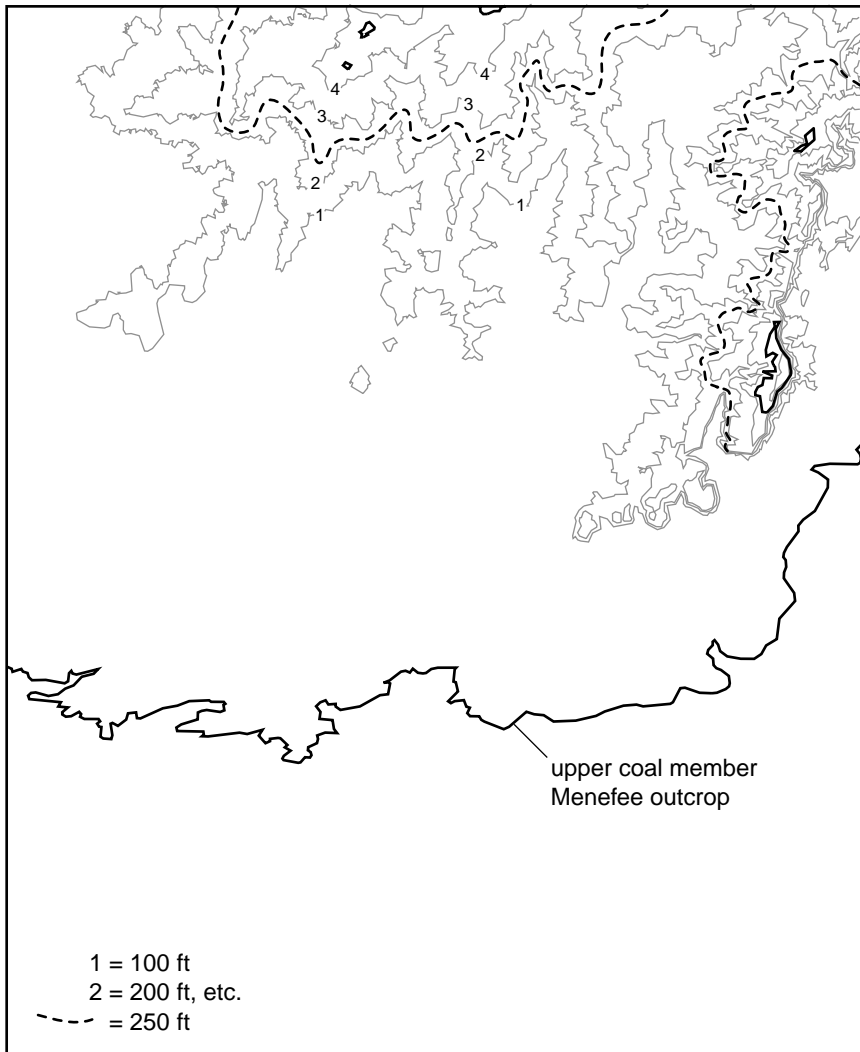 4
4
3
3
2
2
1
1
upper coal member
Menefee outcrop
1 = 100 ft
2 = 200 ft, etc.
= 250 ft